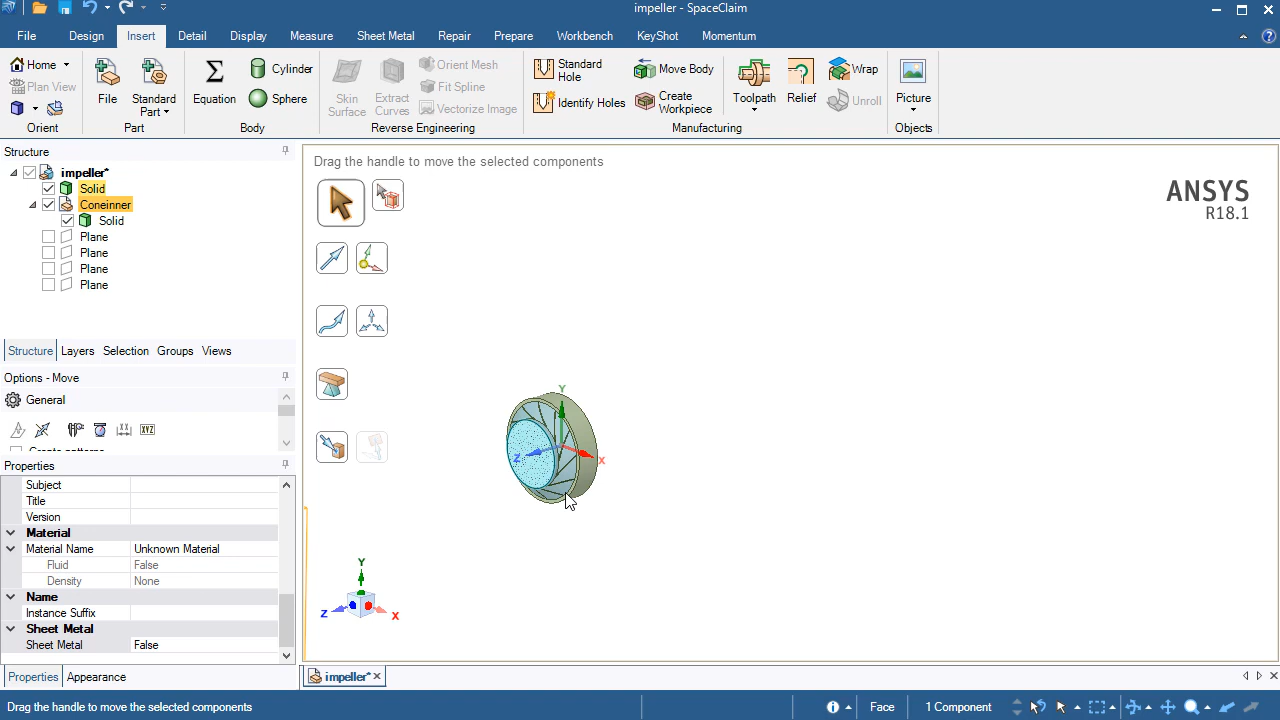 impeller - SpaceClaim
File Design Insert Detail Display Measure Sheet Metal Repair Prepare Workbench KeyShot Momentum
Home
Plan View
Orient
File
Standard Part
Part
Equation
Cylinder
Sphere
Body
Skin Surface
Extract Curves
Orient Mesh
Fit Spline
Vectorize Image
Reverse Engineering
Standard Hole
Identify Holes
Move Body
Create Workpiece
Toolpath
Relief
Wrap
Unroll
Manufacturing
Picture
Objects
Structure
impeller*
Solid
Coneinner
Solid
Plane
Plane
Plane
Plane
Structure Layers Selection Groups Views
Options - Move
General
XYZ
Create patterns
Properties
Subject
Title
Version
Material
Material Name Unknown Material
Fluid False
Density None
Name
Instance Suffix
Sheet Metal
Sheet Metal False
Properties Appearance
Drag the handle to move the selected components
ANSYS
R18.1
Y
Z
X
Y
Z
X
impeller*
Drag the handle to move the selected components
Face
1 Component